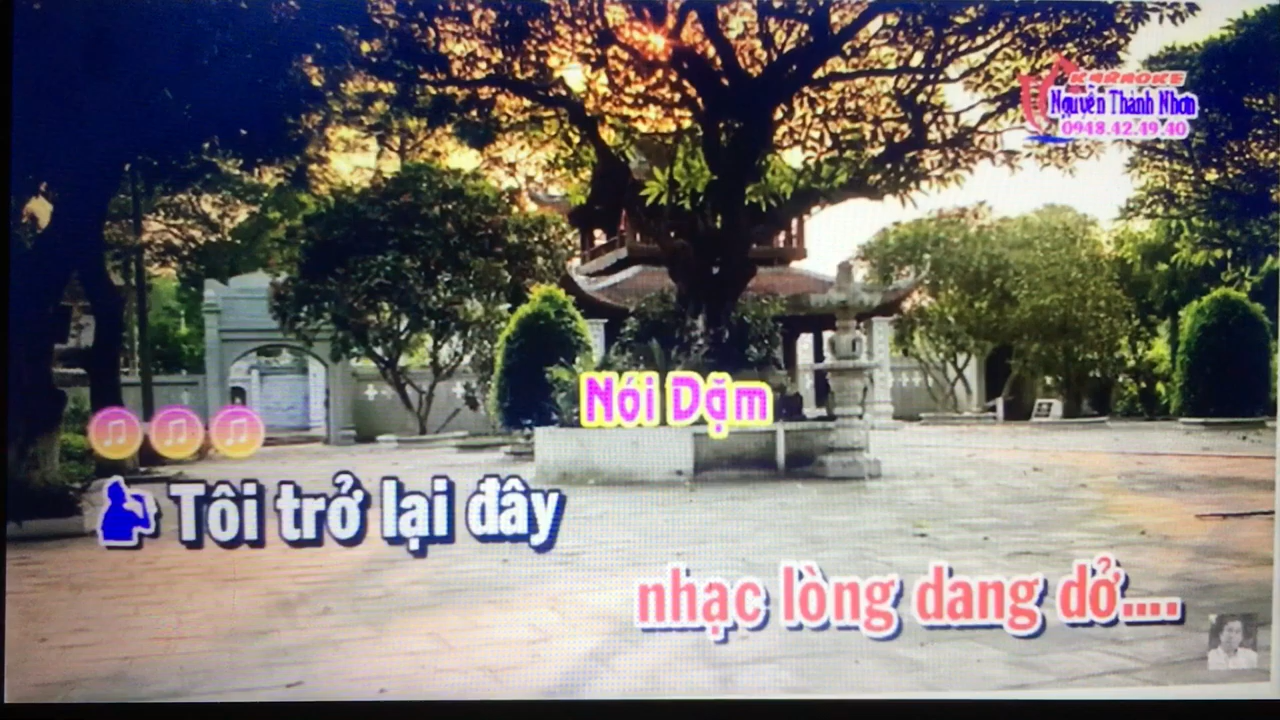 KARAOKE
Nguyễn Thành Nhơn
0948.42.49.40
Nói Dặm
Tôi trở lại đây
nhạc lòng dang dở....